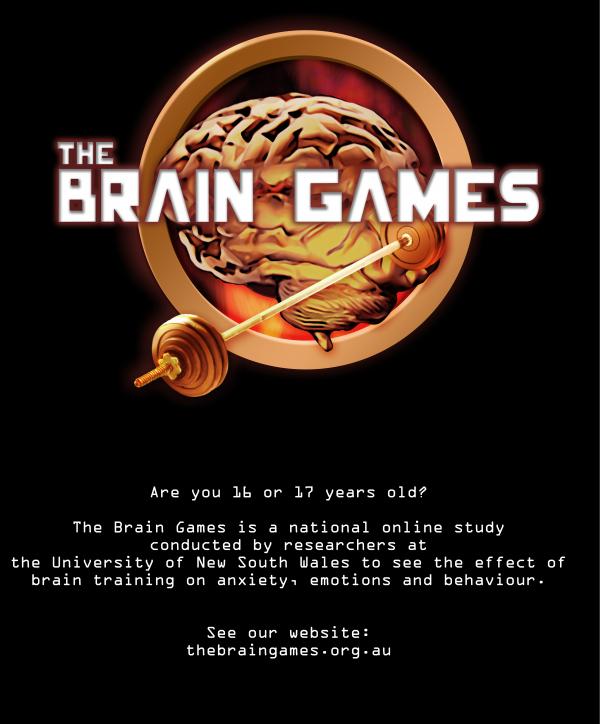 THE
BRAIN GAMES
Are you 16 or 17 years old?
The Brain Games is a national online study
conducted by researchers at
the University of New South Wales to see the effect of
brain training on anxiety, emotions and behaviour.
See our website:
thebraingames.org.au